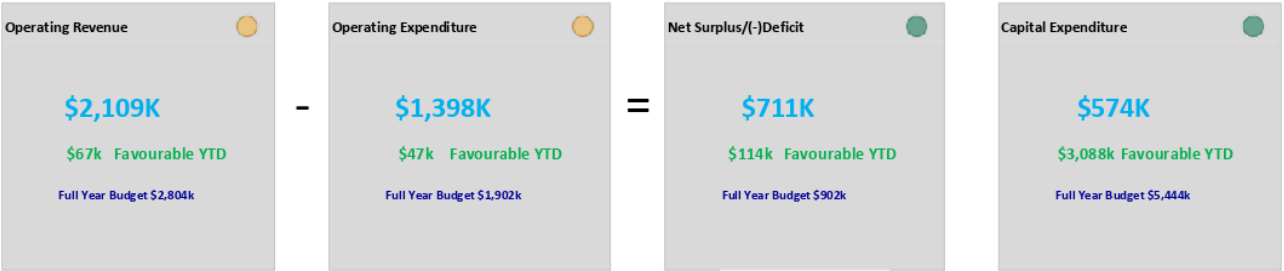 Operating Revenue
$2,109K
$67k Favourable YTD
Full Year Budget $2,804k
-
Operating Expenditure
$1,398K
$47k Favourable YTD
Full Year Budget $1,902k
=
Net Surplus/(-)Deficit
$711K
$114k Favourable YTD
Full Year Budget $902k
Capital Expenditure
$574K
$3,088k Favourable YTD
Full Year Budget $5,444k